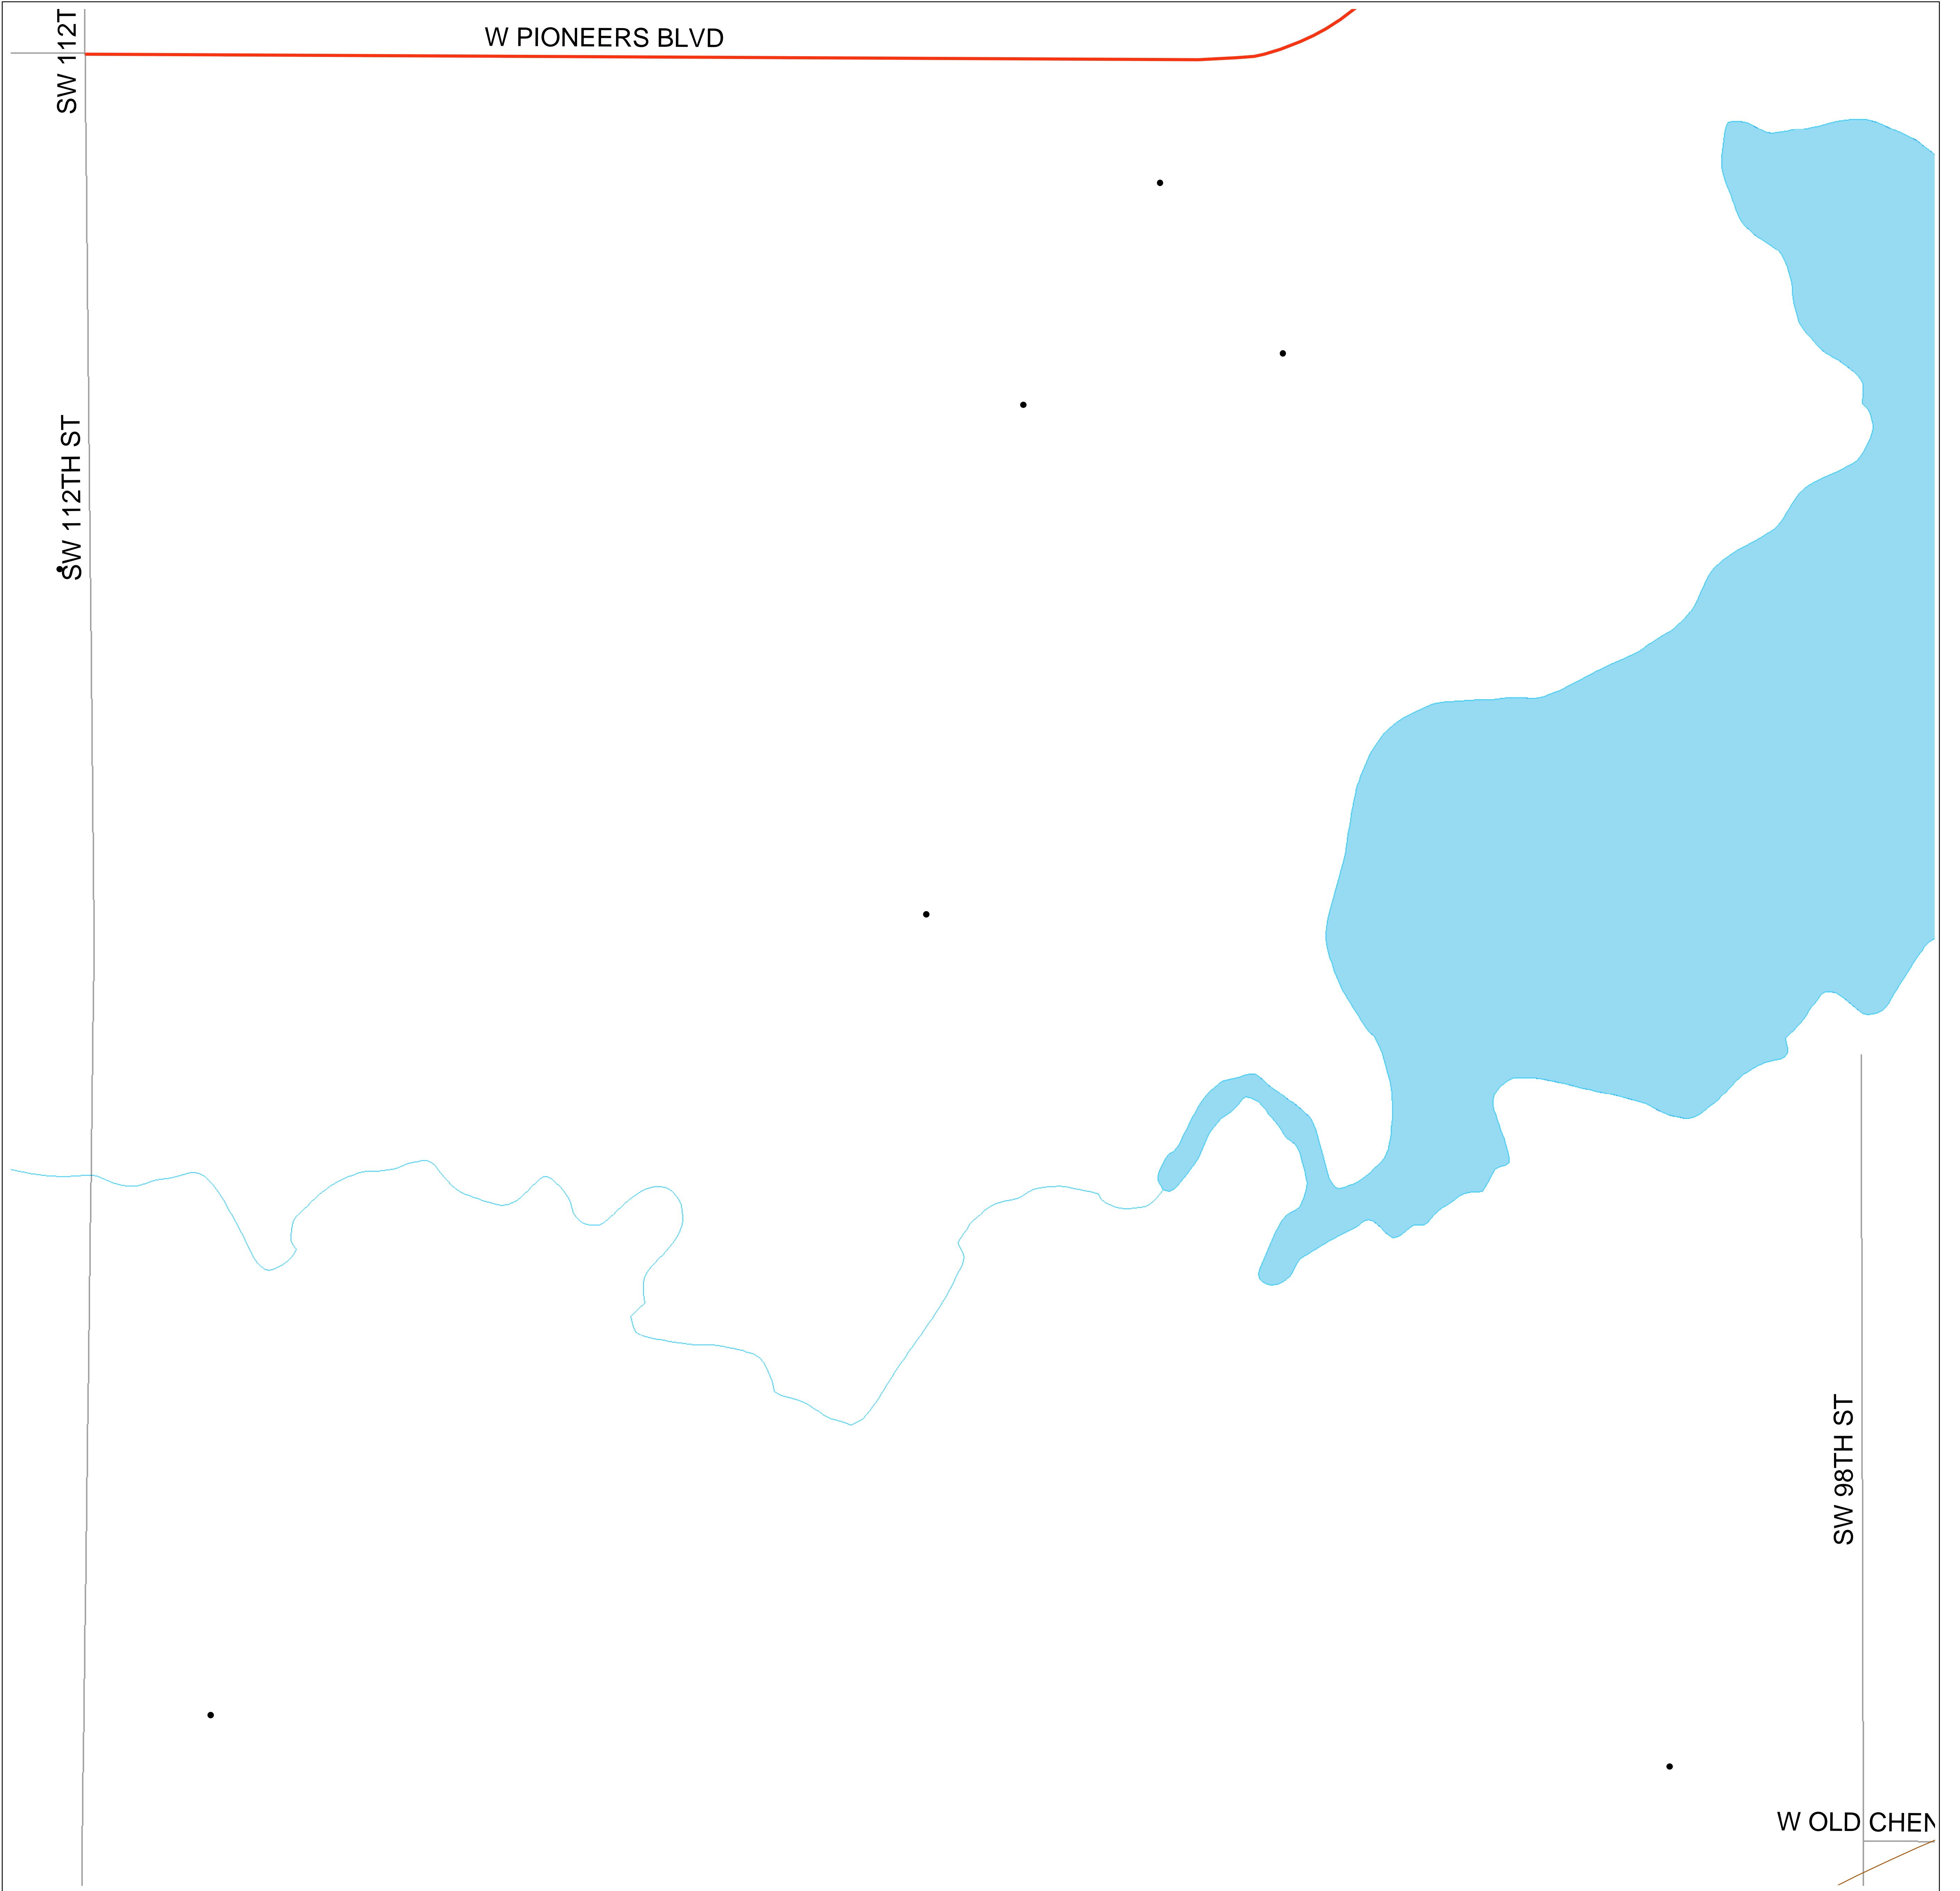 SW 112T
W PIONEERS BLVD
SW 112TH ST
SW 98TH ST
W OLD CHEN